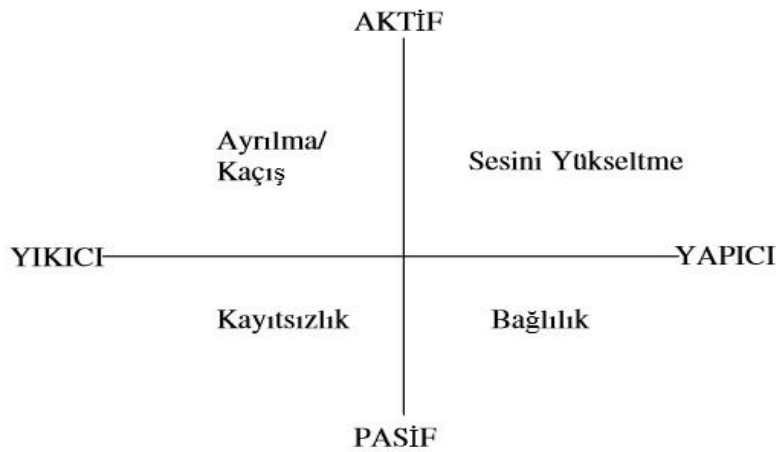 AKTİF
Ayrılma/
Kaçış
Sesini Yükseltme
YIKICI
YAPICI
Kayıtsızlık
Bağlılık
PASİF